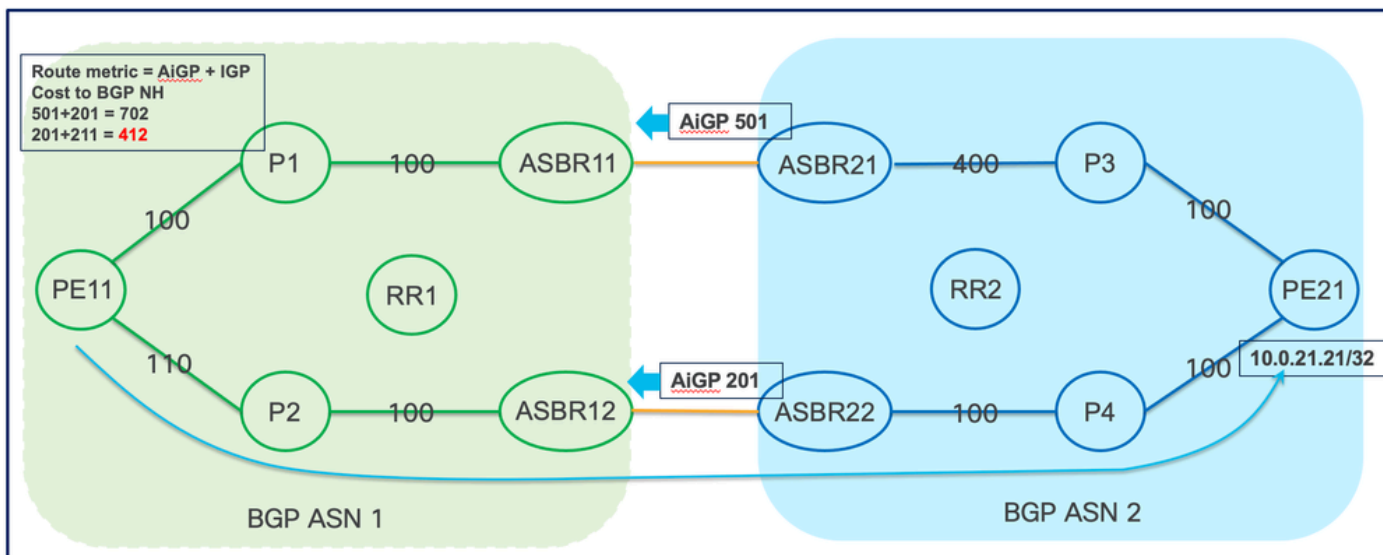 Route metric = AiGP + IGP
Cost to BGP NH
501+201 = 702
201+211 = 412
AiGP 501
P1
100
ASBR11
ASBR21
400
P3
100
100
PE11
RR1
RR2
PE21
110
AiGP 201
100
10.0.21.21/32
P2
100
ASBR12
ASBR22
100
P4
BGP ASN 1
BGP ASN 2